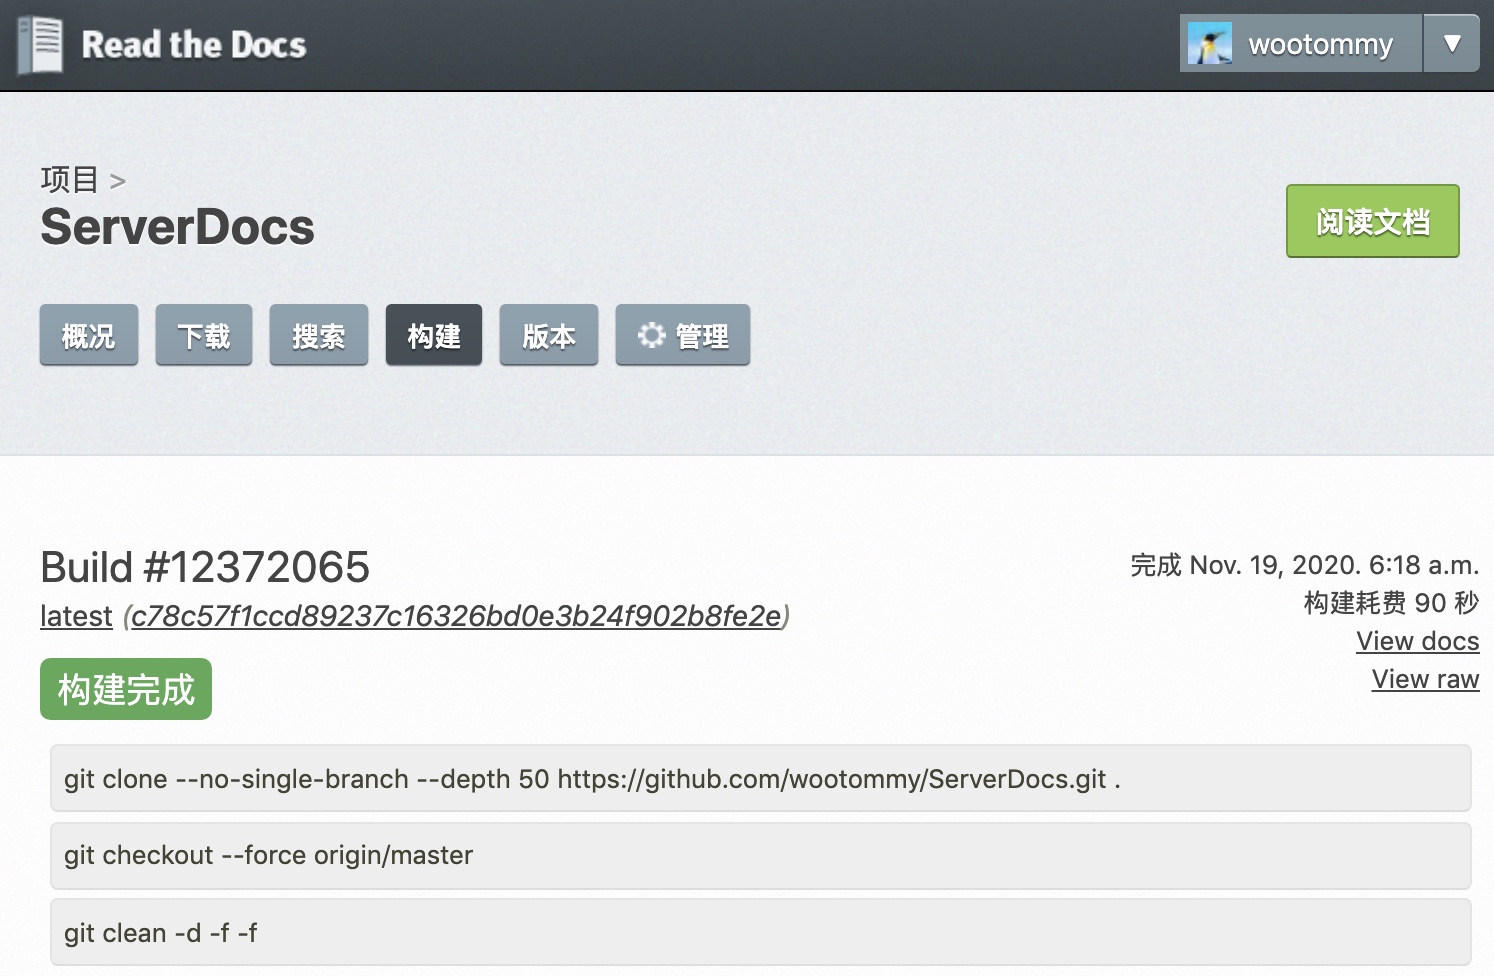 Read the Docs
wootommy ▼
项目 >
ServerDocs
阅读文档
概况 下载 搜索 构建 版本 管理
Build #12372065
latest (c78c57f1ccd89237c16326bd0e3b24f902b8fe2e)
构建完成
完成 Nov. 19, 2020. 6:18 a.m.
构建耗费 90 秒
View docs
View raw
git clone --no-single-branch --depth 50 https://github.com/wootommy/ServerDocs.git .
git checkout --force origin/master
git clean -d -f -f